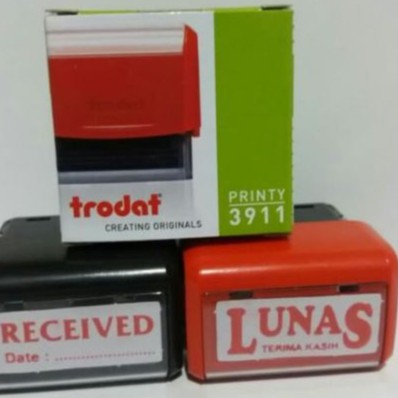 trodat
CREATING ORIGINALS
PRINTY
3911
RECEIVED
Date : ......................
LUNAS
TERIMA KASIH